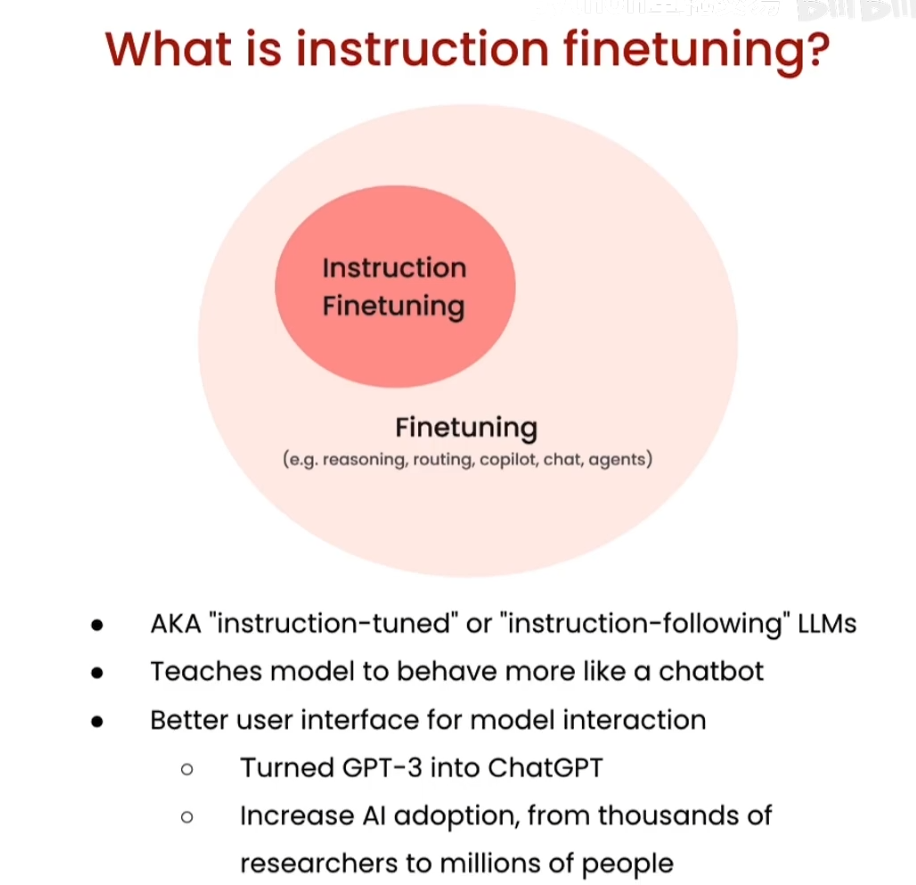 What is instruction finetuning?
Instruction
Finetuning
Finetuning
(e.g. reasoning, routing, copilot, chat, agents)
● AKA "instruction-tuned" or "instruction-following" LLMs
● Teaches model to behave more like a chatbot
● Better user interface for model interaction
○ Turned GPT-3 into ChatGPT
○ Increase AI adoption, from thousands of
researchers to millions of people